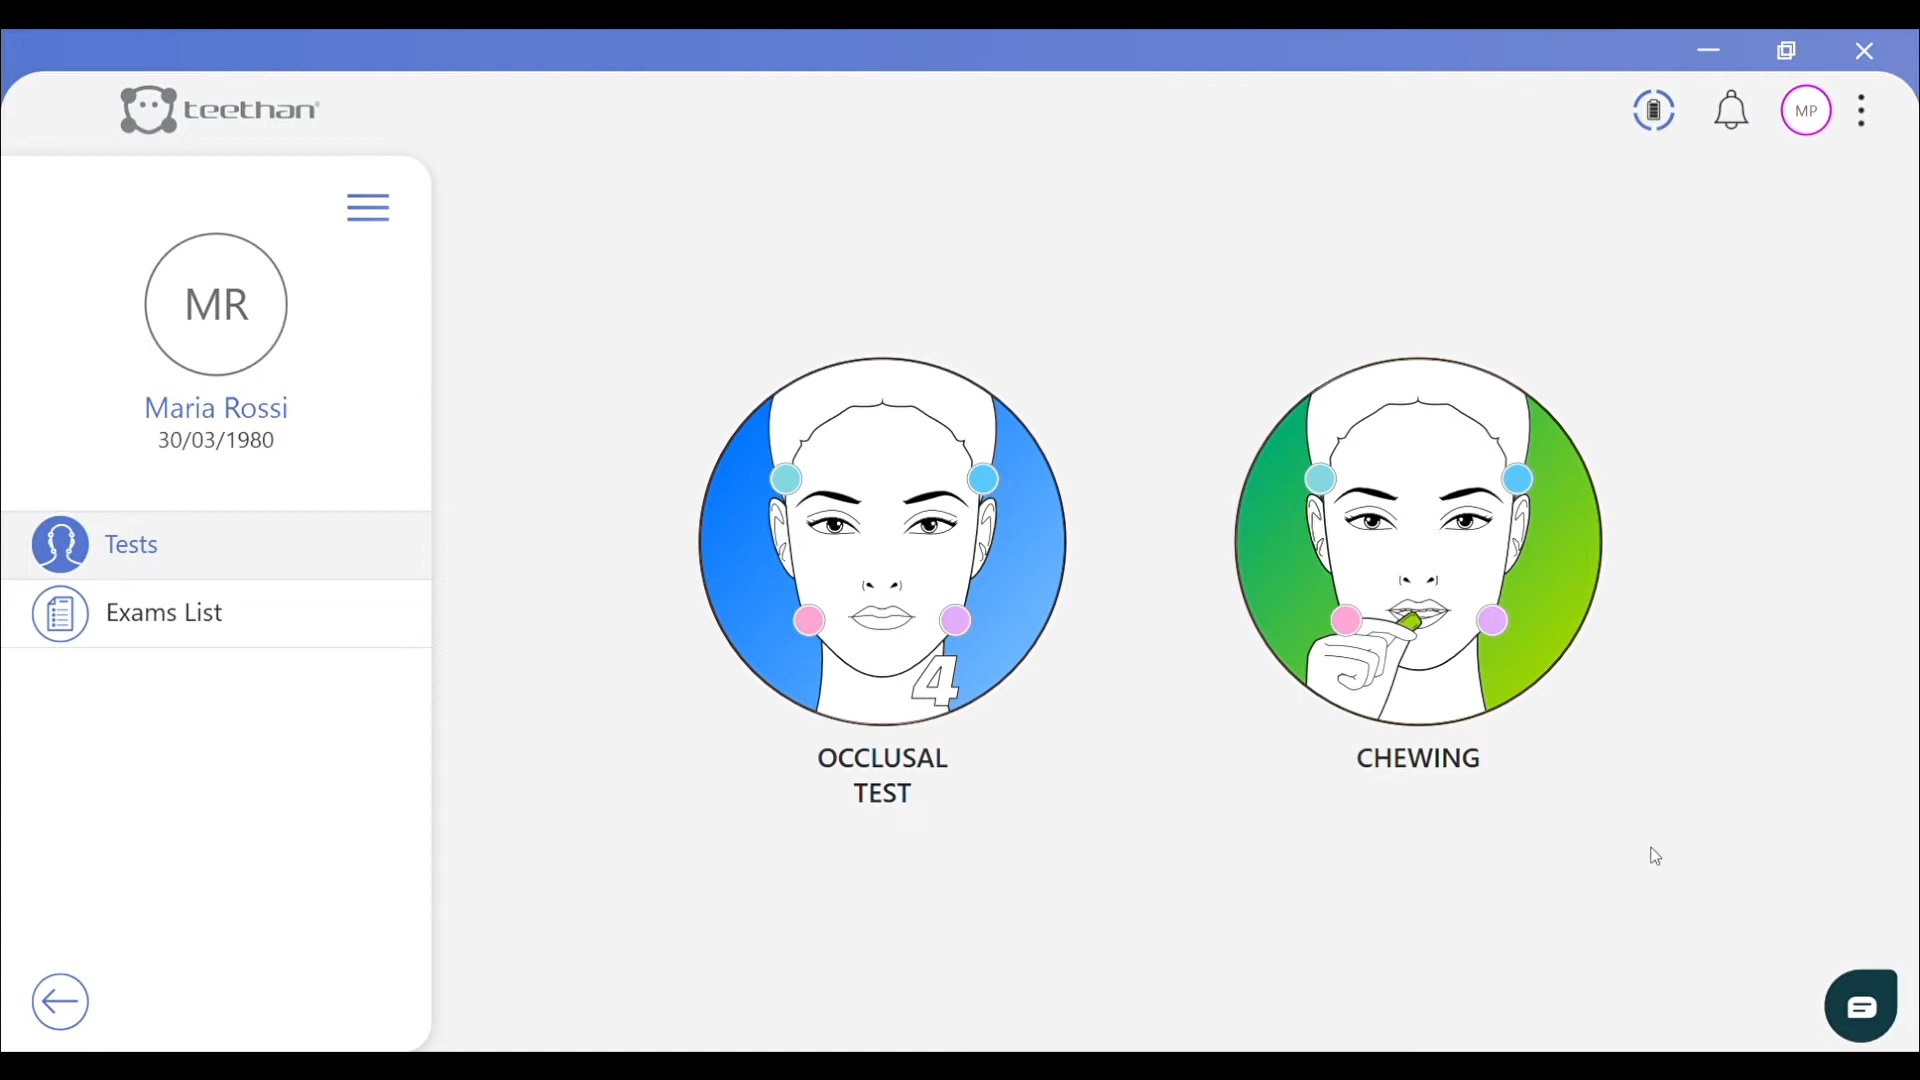 teethan®
MP
MR
Maria Rossi
30/03/1980
Tests
Exams List
4
OCCLUSAL
TEST
CHEWING